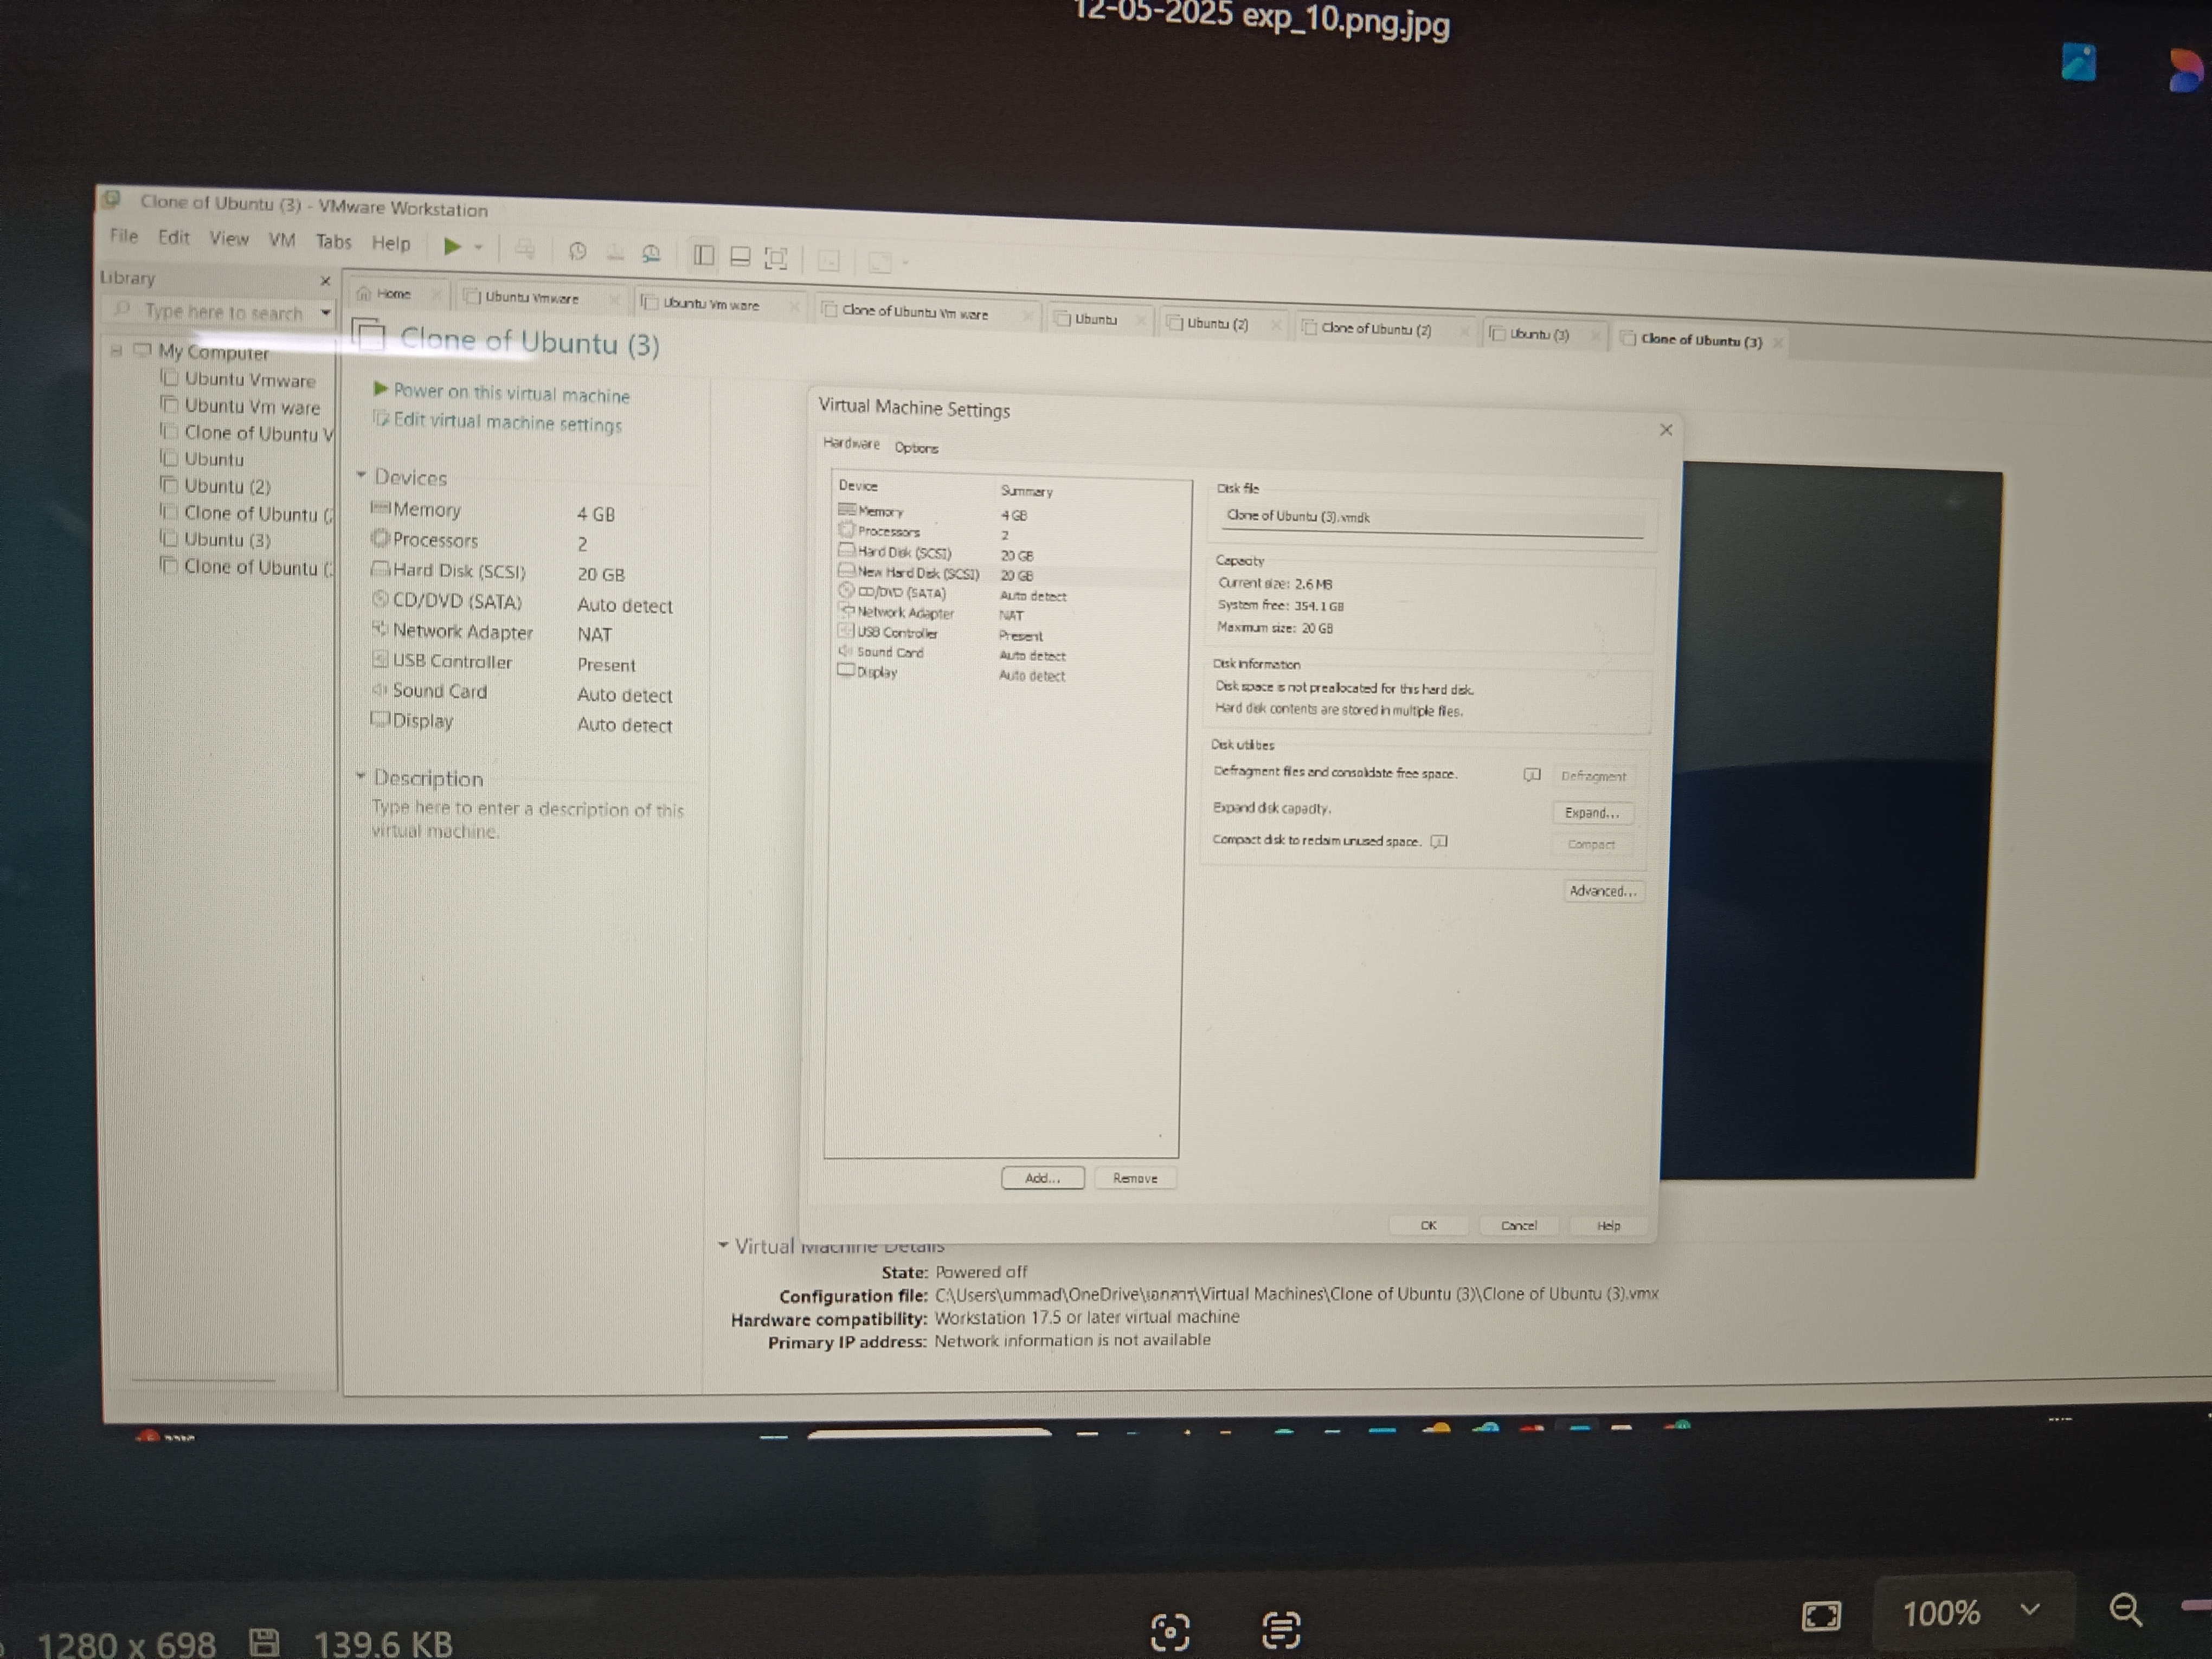 12-05-2025 exp_10.png.jpg
Clone of Ubuntu (3) - VMware Workstation
File Edit View VM Tabs Help
Library
Type here to search
My Computer
Ubuntu Vmware
Ubuntu Vm ware
Clone of Ubuntu V
Ubuntu
Ubuntu (2)
Clone of Ubuntu (
Ubuntu (3)
Clone of Ubuntu (
Home Ubuntu Vmware Ubuntu Vm ware Clone of Ubuntu Vm ware Ubuntu Ubuntu (2) Clone of Ubuntu (2) Ubuntu (3) Clone of Ubuntu (3)
Clone of Ubuntu (3)
Power on this virtual machine
Edit virtual machine settings
Devices
Memory 4 GB
Processors 2
Hard Disk (SCSI) 20 GB
CD/DVD (SATA) Auto detect
Network Adapter NAT
USB Controller Present
Sound Card Auto detect
Display Auto detect
Description
Type here to enter a description of this
virtual machine.
Virtual Machine Settings
Hardware Options
Device Summary
Memory 4 GB
Processors 2
Hard Disk (SCSI) 20 GB
New Hard Disk (SCSI) 20 GB
CD/DVD (SATA) Auto detect
Network Adapter NAT
USB Controller Present
Sound Card Auto detect
Display Auto detect
Add... Remove
Disk file
Clone of Ubuntu (3).vmdk
Capacity
Current size: 2.6 MB
System free: 354.1 GB
Maximum size: 20 GB
Disk information
Disk space is not preallocated for this hard disk.
Hard disk contents are stored in multiple files.
Disk utilities
Defragment files and consolidate free space. Defragment
Expand disk capacity. Expand...
Compact disk to reclaim unused space. Compact
Advanced...
OK Cancel Help
Virtual Machine Details
State: Powered off
Configuration file: C:\Users\ummad\OneDrive\เอกสาร\Virtual Machines\Clone of Ubuntu (3)\Clone of Ubuntu (3).vmx
Hardware compatibility: Workstation 17.5 or later virtual machine
Primary IP address: Network information is not available
1280 x 698 139.6 KB
100%